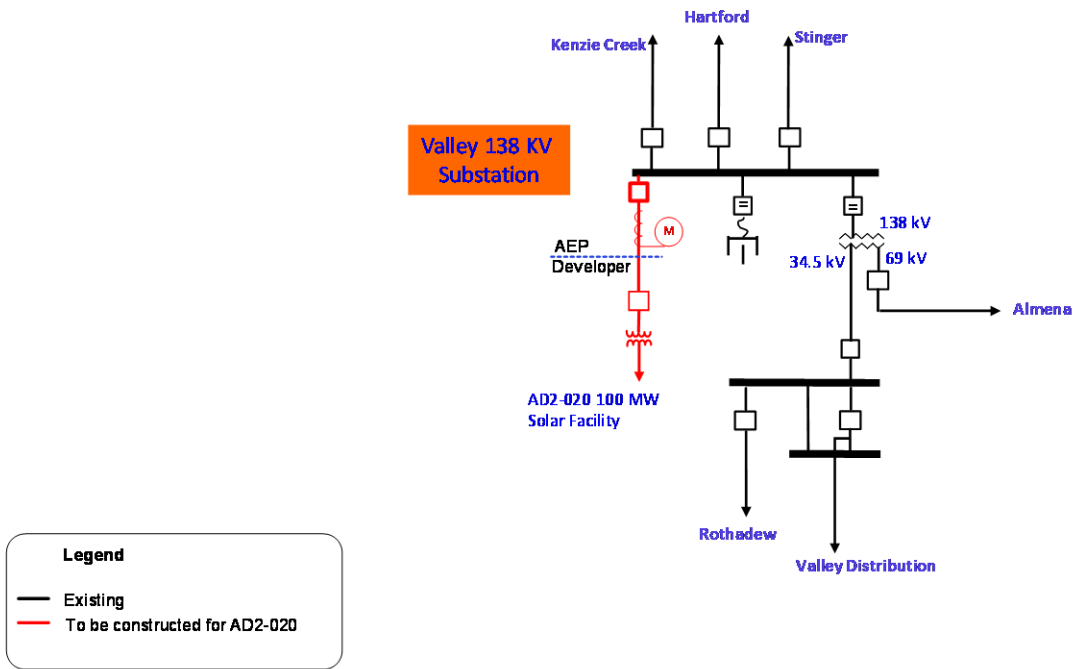 Hartford
Kenzie Creek
Stinger
Valley 138 KV
Substation
138 kV
M
AEP
Developer
34.5 kV
69 kV
Almena
AD2-020 100 MW
Solar Facility
Rothadew
Valley Distribution
Legend
Existing
To be constructed for AD2-020